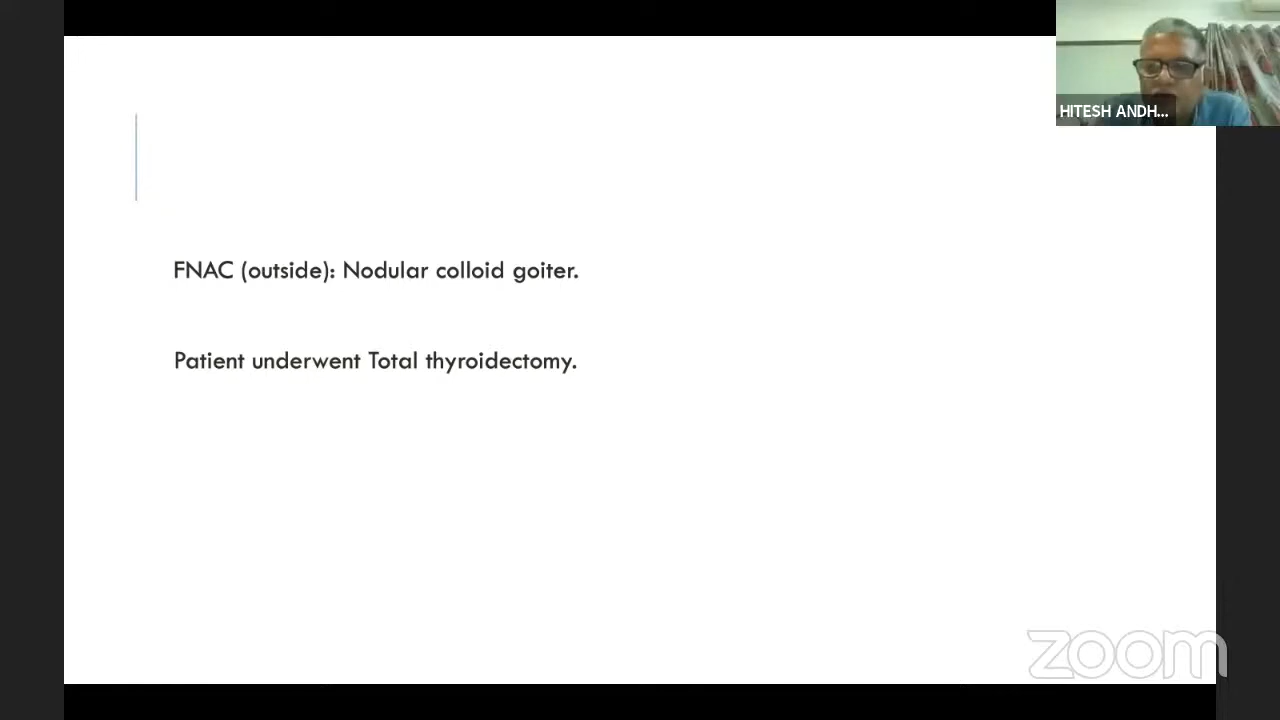 HITESH ANDH...
FNAC (outside): Nodular colloid goiter.
Patient underwent Total thyroidectomy.
zoom